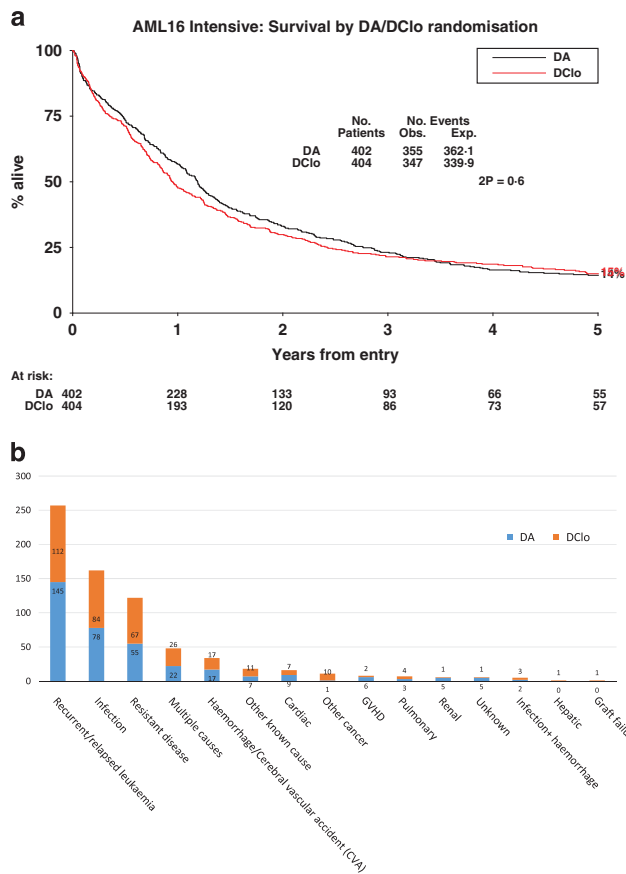 a
AML16 Intensive: Survival by DA/DClo randomisation
DA
DClo
No. No. Events
Patients Obs. Exp.
DA 402 355 362·1
DClo 404 347 339·9
2P = 0·6
% alive
100
75
50
25
0
14%
0 1 2 3 4 5
Years from entry
At risk:
DA 402 228 133 93 66 55
DClo 404 193 120 86 73 57
b
300
250
200
150
100
50
0
DA DClo
112 84 67 26 17 11 7 10 2 4 1 1 3 1 1
145 78 55 22 17 7 9 1 6 3 5 5 2 0 0
Recurrent/relapsed leukaemia
Infection
Resistant disease
Multiple causes
Haemorrhage/Cerebral vascular accident (CVA)
Other known cause
Cardiac
Other cancer
GVHD
Pulmonary
Renal
Unknown
Infection+ haemorrhage
Hepatic
Graft